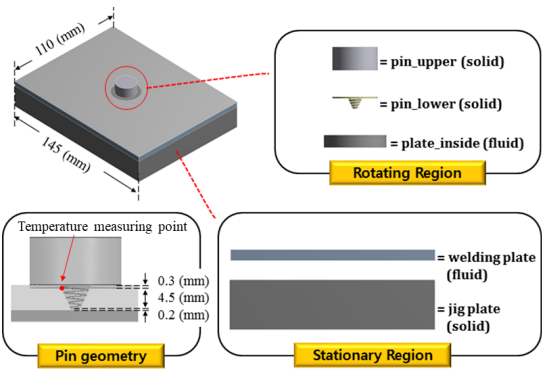 110 (mm)
145 (mm)
= pin_upper (solid)
= pin_lower (solid)
= plate_inside (fluid)
Rotating Region
Temperature measuring point
0.3 (mm)
4.5 (mm)
0.2 (mm)
Pin geometry
= welding plate
(fluid)
= jig plate
(solid)
Stationary Region